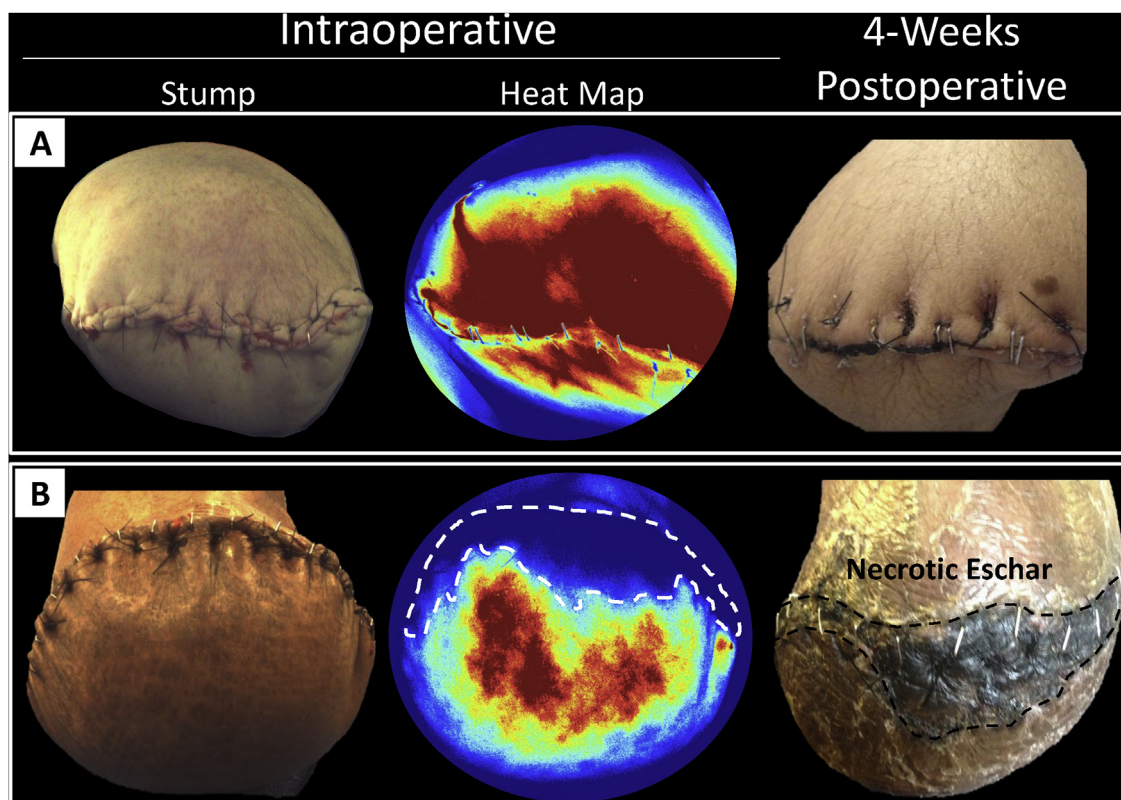 Intraoperative
4-Weeks
Postoperative
Stump
Heat Map
A
B
Necrotic Eschar